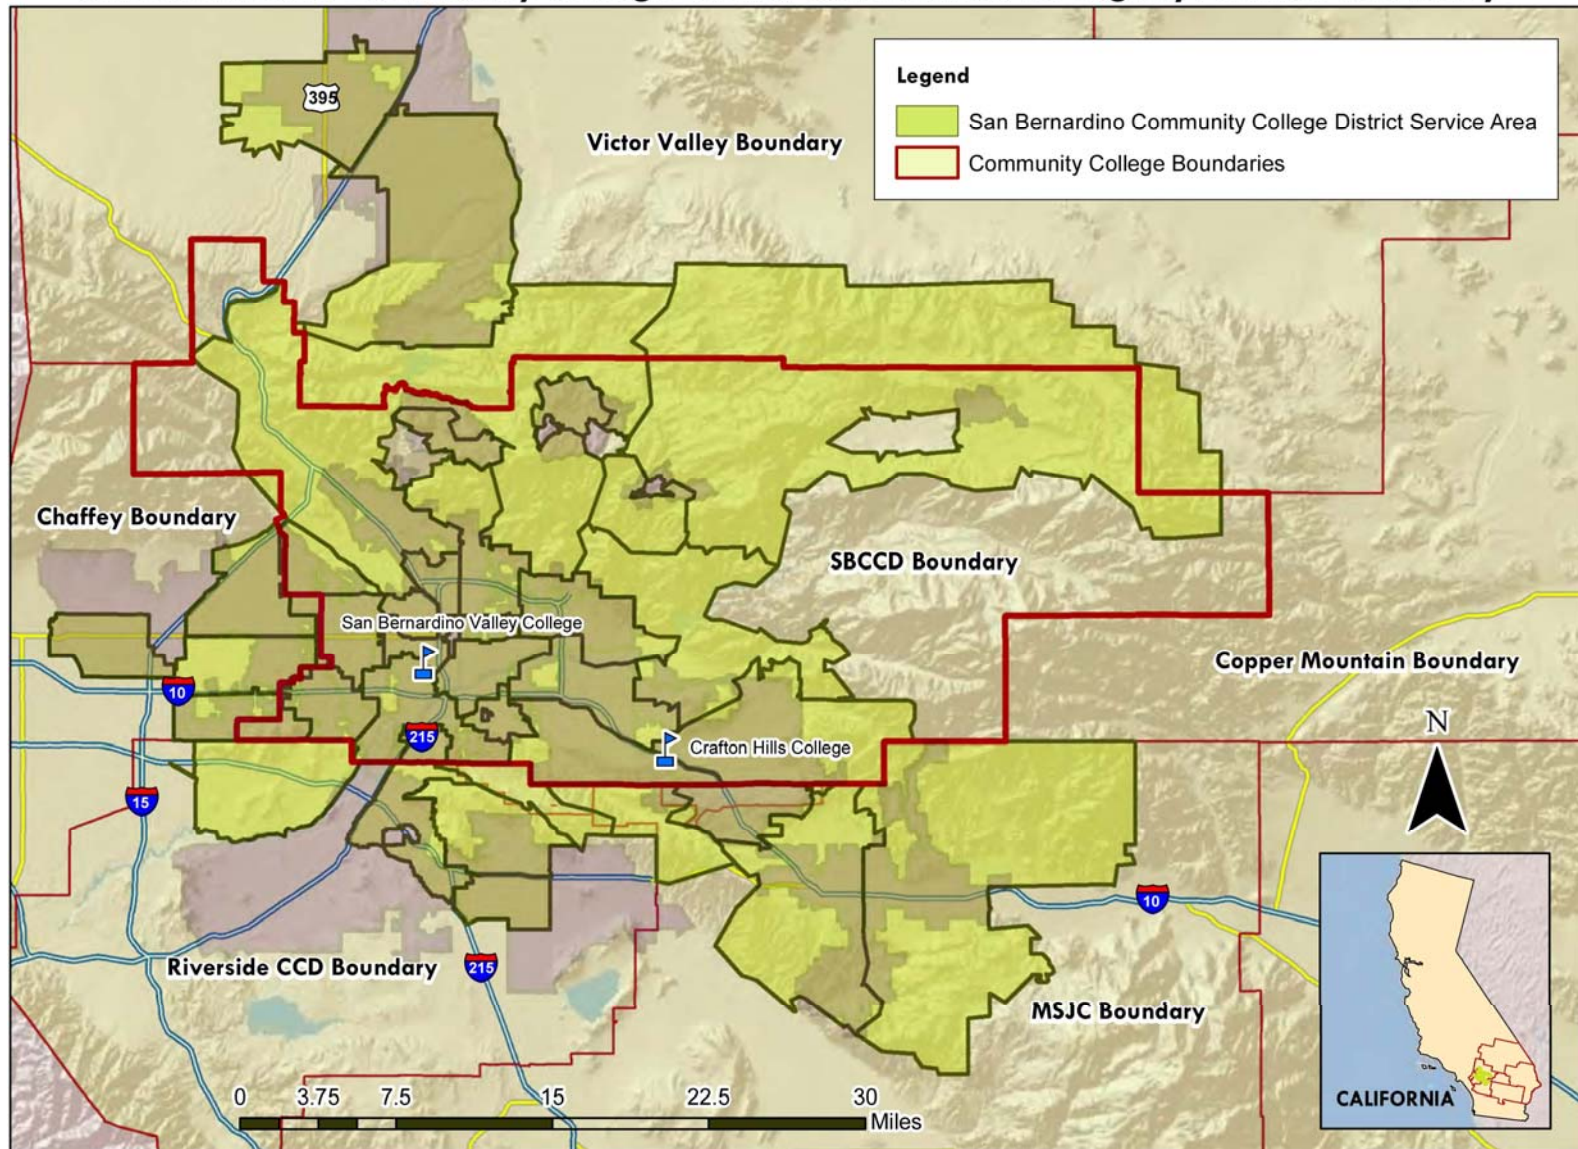 Legend
San Bernardino Community College District Service Area
Community College Boundaries
395
Victor Valley Boundary
Chaffey Boundary
SBCCD Boundary
San Bernardino Valley College
Copper Mountain Boundary
10
215
Crafton Hills College
N
15
10
Riverside CCD Boundary
215
MSJC Boundary
0 3.75 7.5 15 22.5 30
Miles
CALIFORNIA